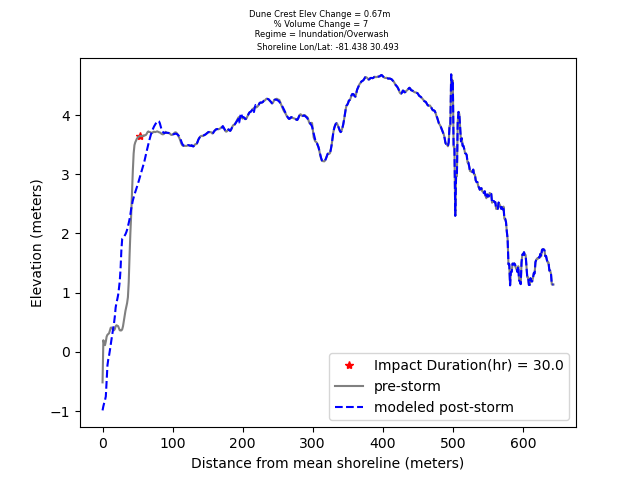 Dune Crest Elev Change = 0.67m
% Volume Change = 7
Regime = Inundation/Overwash
Shoreline Lon/Lat: -81.438 30.493
Elevation (meters)
4
3
2
1
0
−1
Impact Duration(hr) = 30.0
pre-storm
modeled post-storm
0 100 200 300 400 500 600
Distance from mean shoreline (meters)